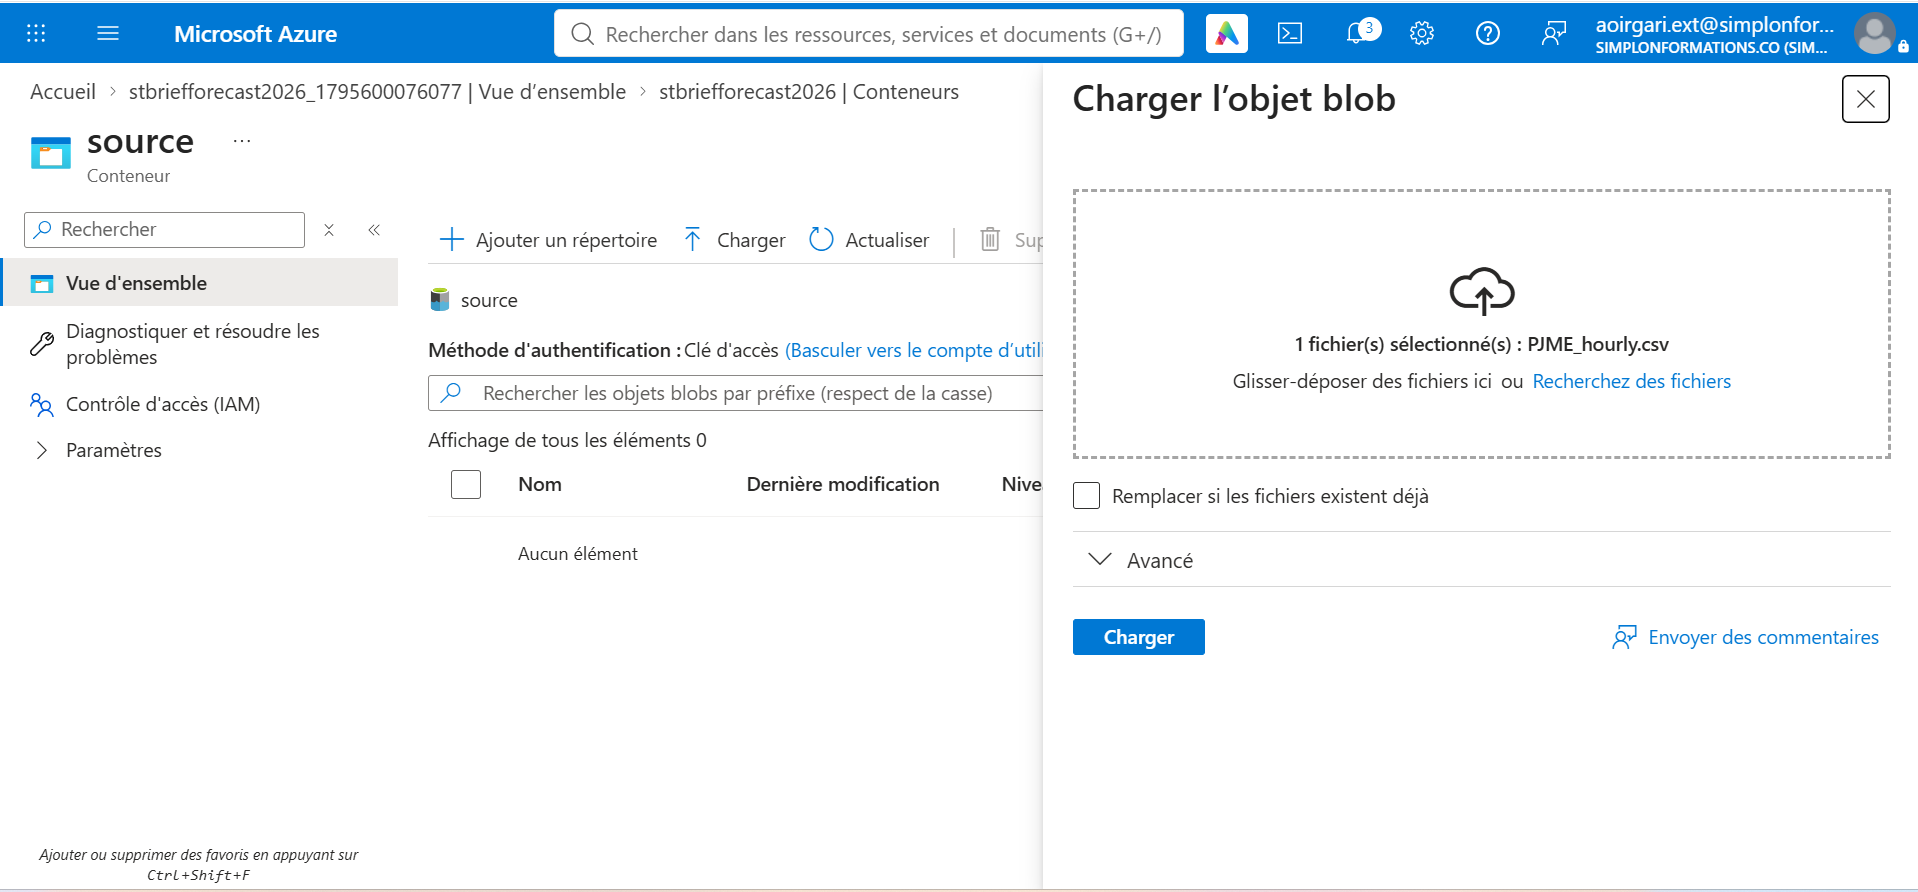 Microsoft Azure
Rechercher dans les ressources, services et documents (G+/)
3
aoirgari.ext@simplonfor...
SIMPLONFORMATIONS.CO (SIM...
Accueil > stbriefforecast2026_1795600076077 | Vue d’ensemble > stbriefforecast2026 | Conteneurs
source ...
Conteneur
Rechercher
Vue d'ensemble
Diagnostiquer et résoudre les
problèmes
Contrôle d'accès (IAM)
Paramètres
Ajouter ou supprimer des favoris en appuyant sur
Ctrl+Shift+F
Ajouter un répertoire Charger Actualiser | Sup
source
Méthode d'authentification : Clé d'accès (Basculer vers le compte d’utili
Rechercher les objets blobs par préfixe (respect de la casse)
Affichage de tous les éléments 0
Nom Dernière modification Nive
Aucun élément
Charger l’objet blob
1 fichier(s) sélectionné(s) : PJME_hourly.csv
Glisser-déposer des fichiers ici ou Recherchez des fichiers
Remplacer si les fichiers existent déjà
Avancé
Charger
Envoyer des commentaires